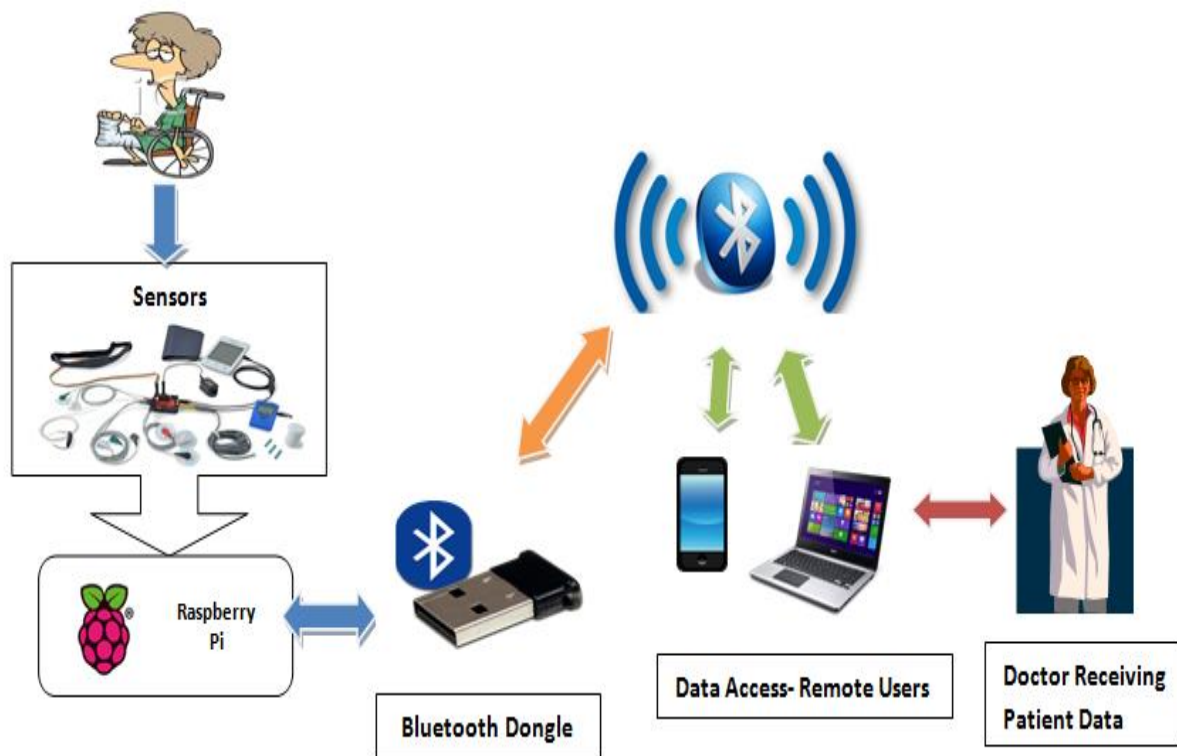 Sensors
Raspberry
Pi
®
Bluetooth Dongle
Data Access- Remote Users
Doctor Receiving
Patient Data